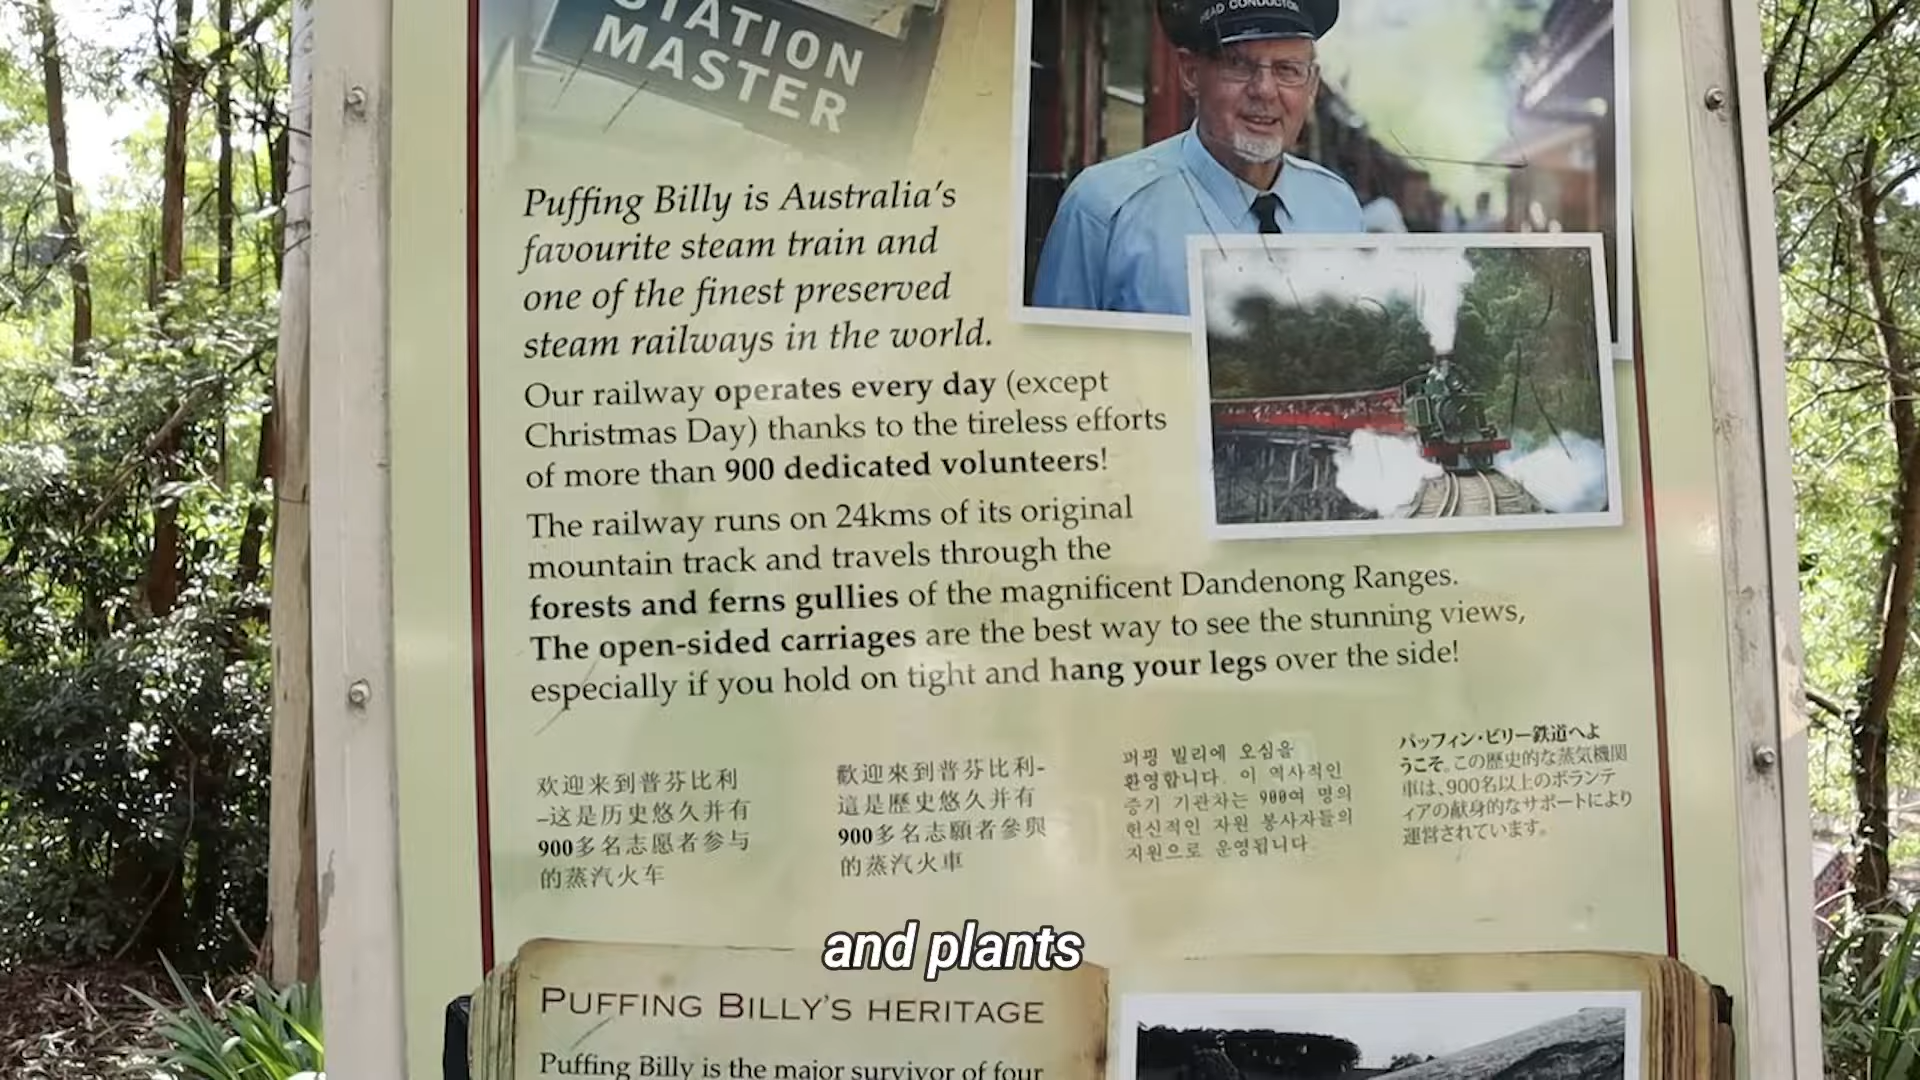 STATION
MASTER
HEAD CONDUCTOR
Puffing Billy is Australia's
favourite steam train and
one of the finest preserved
steam railways in the world.
Our railway operates every day (except
Christmas Day) thanks to the tireless efforts
of more than 900 dedicated volunteers!
The railway runs on 24kms of its original
mountain track and travels through the
forests and ferns gullies of the magnificent Dandenong Ranges.
The open-sided carriages are the best way to see the stunning views,
especially if you hold on tight and hang your legs over the side!
欢迎来到普芬比利
-这是历史悠久并有
900多名志愿者参与
的蒸汽火车
歡迎來到普芬比利-
這是歷史悠久并有
900多名志願者參與
的蒸汽火車
퍼핑 빌리에 오심을
환영합니다. 이 역사적인
증기 기관차는 900여 명의
헌신적인 자원 봉사자들의
지원으로 운영됩니다.
パッフィン・ビリー鉄道へよ
うこそ。この歴史的な蒸気機関
車は、900名以上のボランテ
ィアの献身的なサポートにより
運営されています。
and plants
PUFFING BILLY'S HERITAGE
Puffing Billy is the major survivor of four